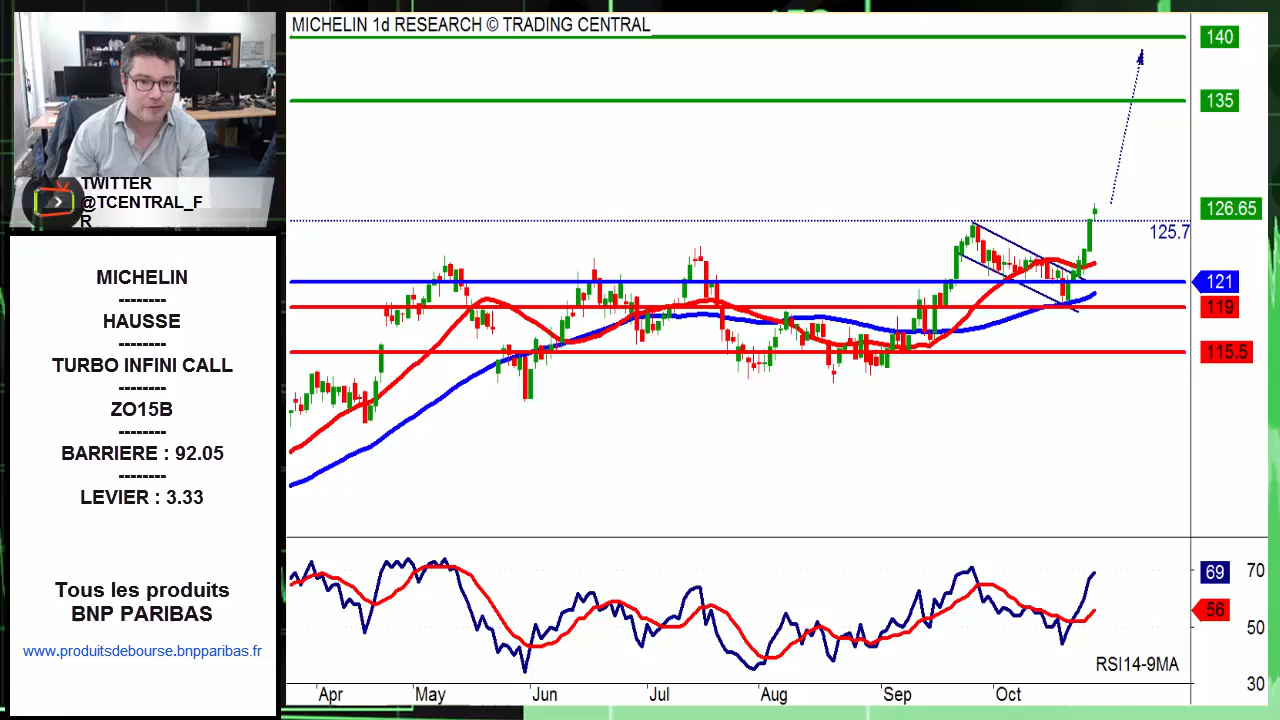 MICHELIN 1d RESEARCH © TRADING CENTRAL
140
135
126.65
125.7
121
119
115.5
TWITTER
@TCENTRAL_F
R
MICHELIN
--------
HAUSSE
--------
TURBO INFINI CALL
--------
ZO15B
--------
BARRIERE : 92.05
--------
LEVIER : 3.33
Tous les produits
BNP PARIBAS
www.produitsdebourse.bnpparibas.fr
69
70
56
50
RSI14-9MA
30
Apr May Jun Jul Aug Sep Oct